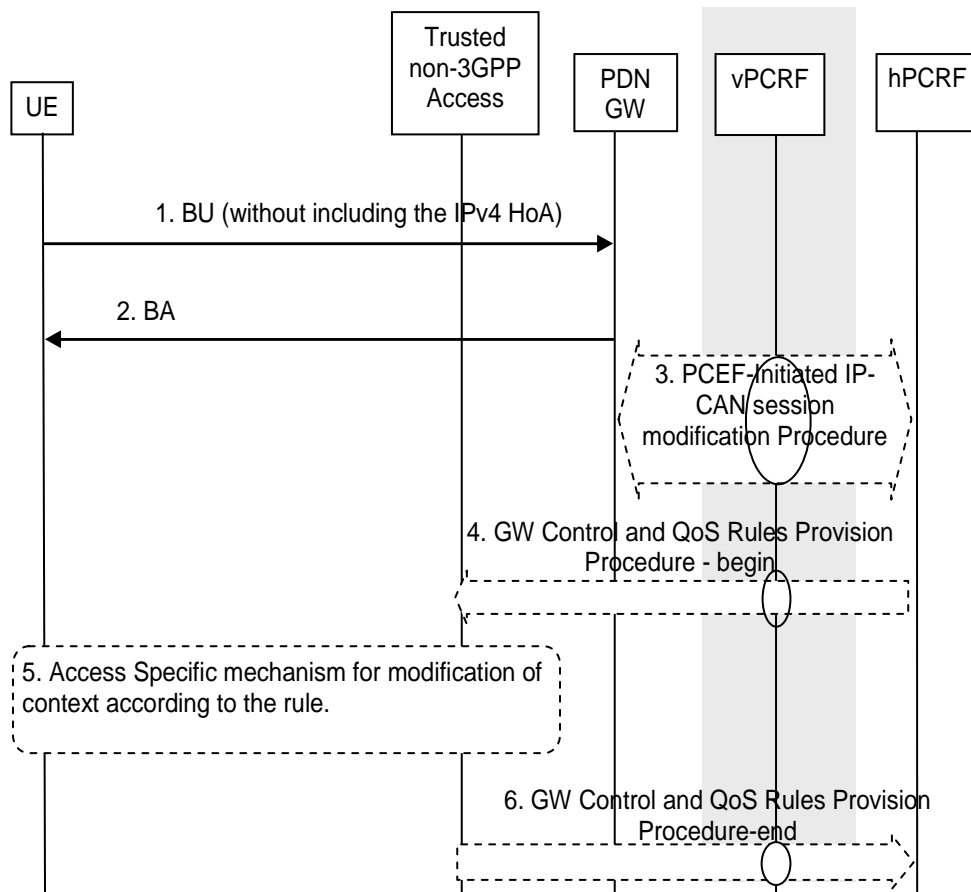 UE
Trusted
non-3GPP
Access
PDN
GW
vPCRF
hPCRF
1. BU (without including the IPv4 HoA)
2. BA
3. PCEF-Initiated IP-
CAN session
modification Procedure
4. GW Control and QoS Rules Provision
Procedure - begin
5. Access Specific mechanism for modification of
context according to the rule.
6. GW Control and QoS Rules Provision
Procedure-end